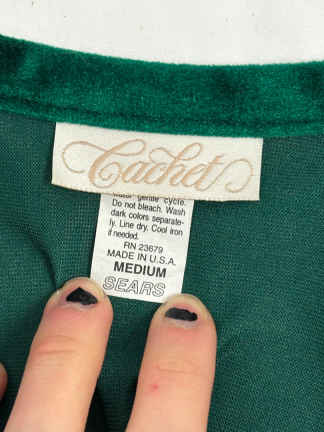 Cachet
water gentle cycle.
Do not bleach. Wash
dark colors separate-
ly. Line dry. Cool iron
if needed.
RN 23679
MADE IN U.S.A.
MEDIUM
SEARS